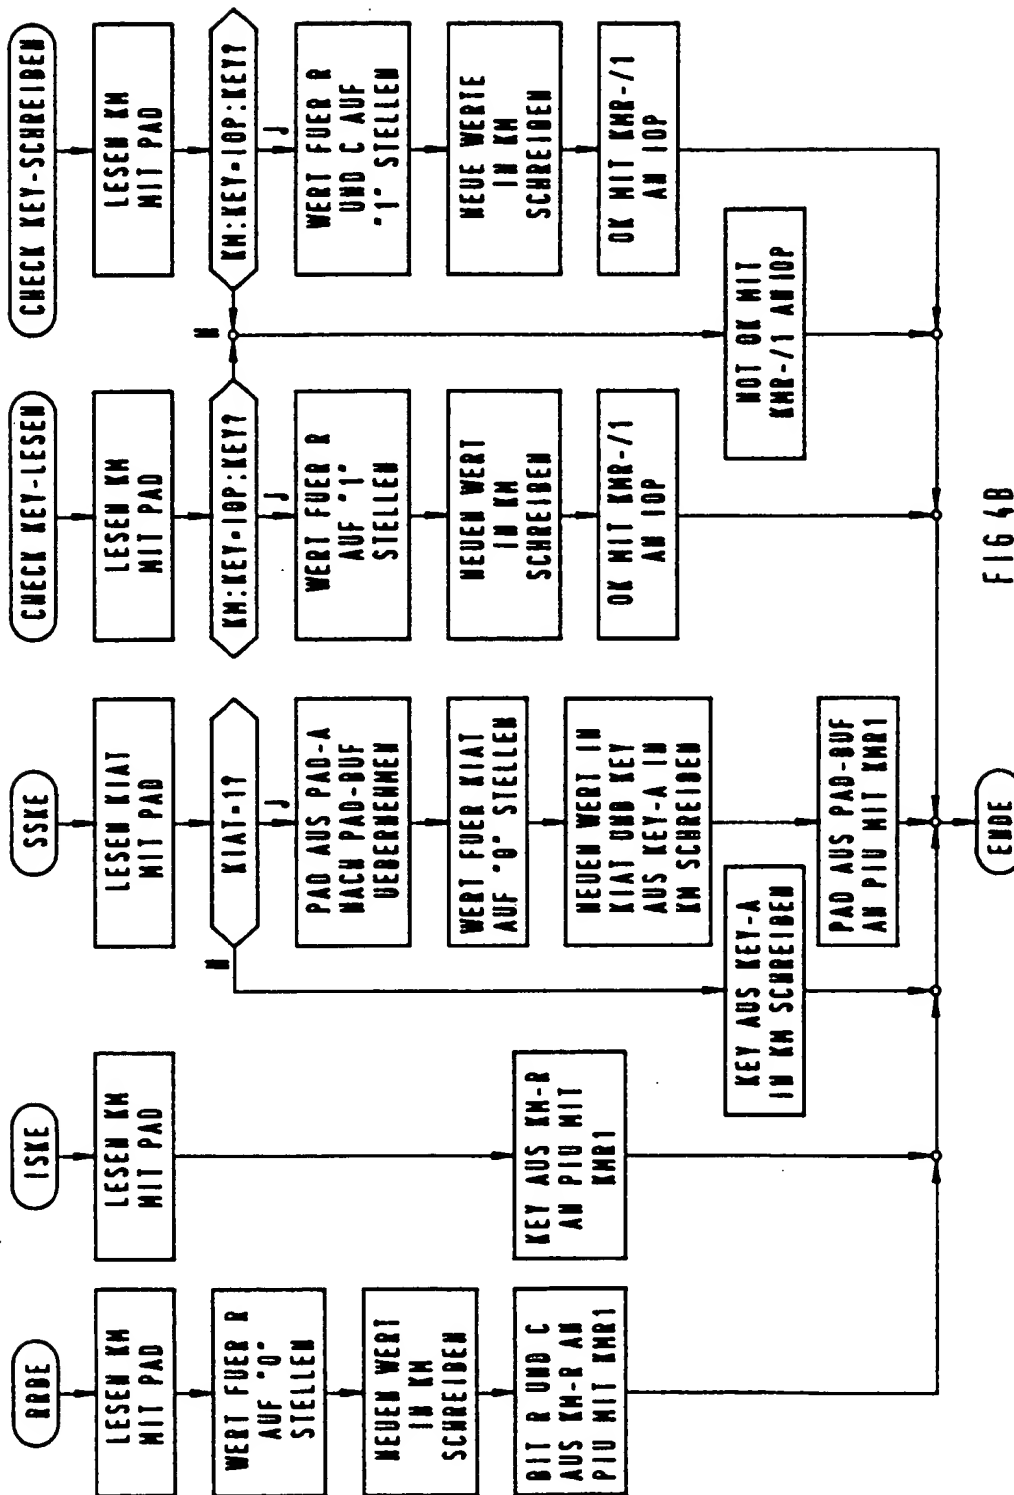 RRBE
LESEN KM
MIT PAD
WERT FUER R
AUF "0"
STELLEN
NEUEN WERT
IN KM
SCHREIBEN
BIT R UND C
AUS KM-R AN
PIU MIT KMR1
ISKE
LESEN KM
MIT PAD
KEY AUS KM-R
AN PIU MIT
KMR1
SSKE
LESEN KIAT
MIT PAD
KIAT=1?
N
J
PAD AUS PAD-A
NACH PAD-BUF
UEBERNEHMEN
WERT FUER KIAT
AUF "0" STELLEN
NEUEN WERT IN
KIAT UND KEY
AUS KEY-A IN
KM SCHREIBEN
KEY AUS KEY-A
IN KM SCHREIBEN
PAD AUS PAD-BUF
AN PIU MIT KMR1
CHECK KEY-LESEN
LESEN KM
MIT PAD
KM:KEY=IOP:KEY?
N
J
WERT FUER R
AUF "1"
STELLEN
NEUEN WERT
IN KM
SCHREIBEN
OK MIT KMR-/1
AN IOP
NOT OK MIT
KMR-/1 AN IOP
CHECK KEY-SCHREIBEN
LESEN KM
MIT PAD
KM:KEY=IOP:KEY?
J
WERT FUER R
UND C AUF
"1" STELLEN
NEUE WERTE
IN KM
SCHREIBEN
OK MIT KMR-/1
AN IOP
ENDE
FIG 4B